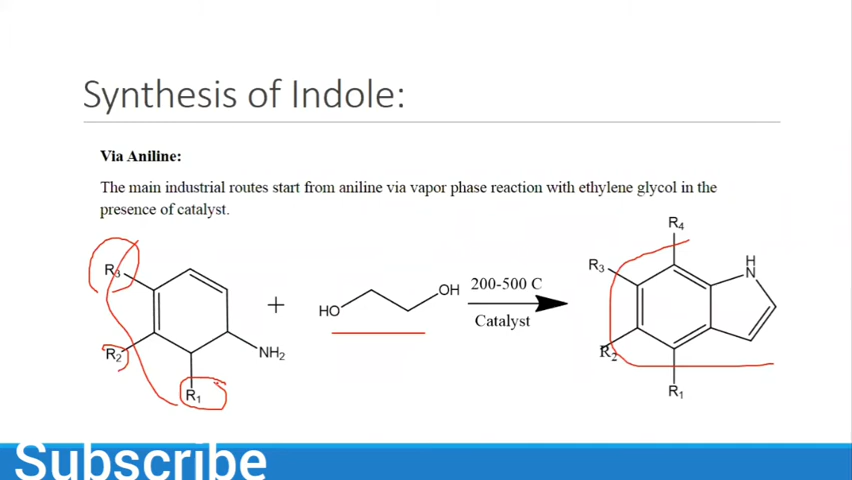 Synthesis of Indole:
Via Aniline:
The main industrial routes start from aniline via vapor phase reaction with ethylene glycol in the
presence of catalyst.
R3
R2
R1
NH2
+
HO
OH
200-500 C
Catalyst
R4
R3
H
N
R2
R1
Subscribe